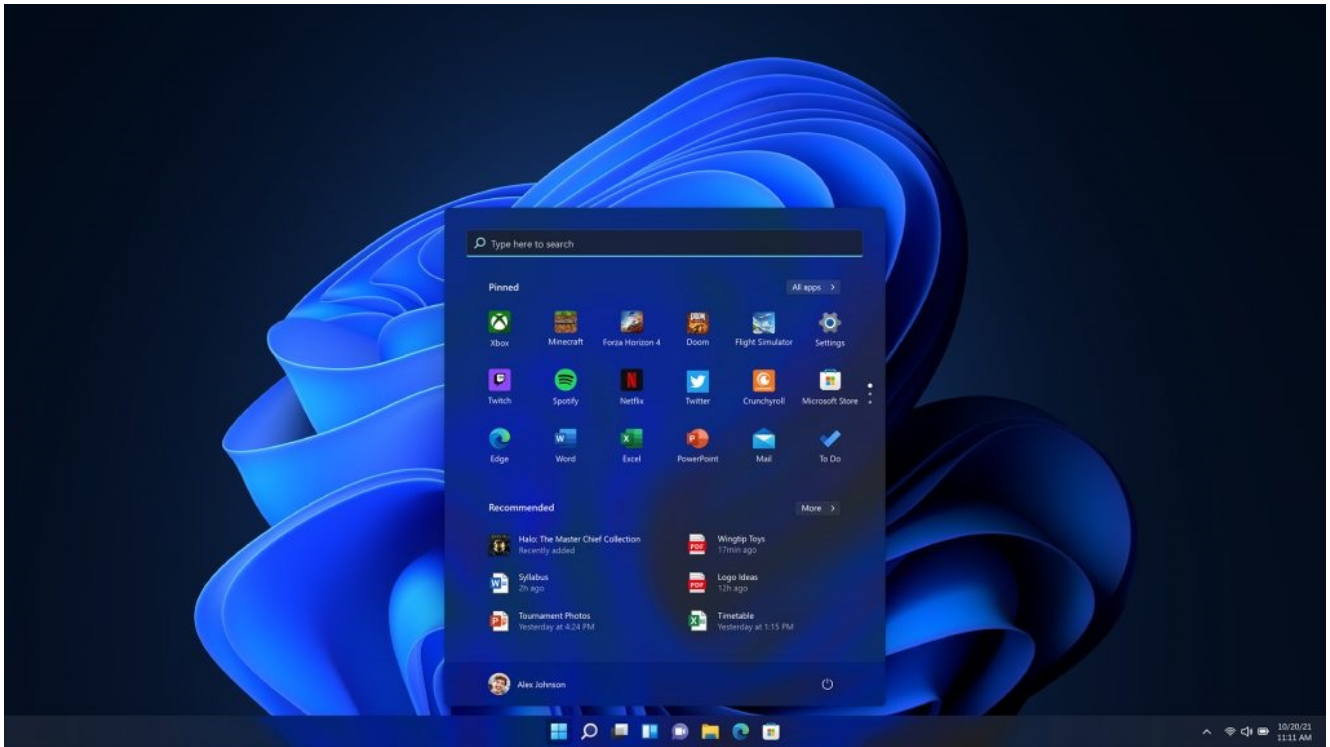 Type here to search
Pinned
All apps >
Xbox
Minecraft
Forza Horizon 4
Doom
Flight Simulator
Settings
Twitch
Spotify
Netflix
Twitter
Crunchyroll
Microsoft Store
Edge
Word
Excel
PowerPoint
Mail
To Do
Recommended
More >
Halo: The Master Chief Collection
Recently added
Wingtip Toys
17min ago
Syllabus
2h ago
Logo Ideas
12h ago
Tournament Photos
Yesterday at 4:24 PM
Timetable
Yesterday at 1:15 PM
Alex Johnson
10/20/21
11:11 AM